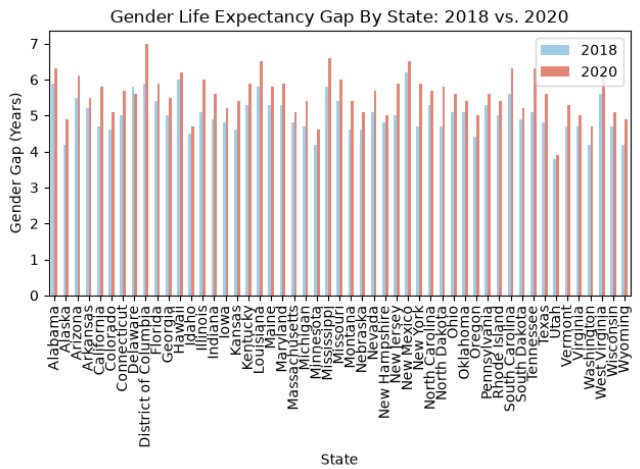 Gender Life Expectancy Gap By State: 2018 vs. 2020
2018
2020
Gender Gap (Years)
7
6
5
4
3
2
1
0
Alabama
Alaska
Arizona
Arkansas
California
Colorado
Connecticut
Delaware
District of Columbia
Florida
Georgia
Hawaii
Idaho
Illinois
Indiana
Iowa
Kansas
Kentucky
Louisiana
Maine
Maryland
Massachusetts
Michigan
Minnesota
Mississippi
Missouri
Montana
Nebraska
Nevada
New Hampshire
New Jersey
New Mexico
New York
North Carolina
North Dakota
Ohio
Oklahoma
Oregon
Pennsylvania
Rhode Island
South Carolina
South Dakota
Tennessee
Texas
Utah
Vermont
Virginia
Washington
West Virginia
Wisconsin
Wyoming
State